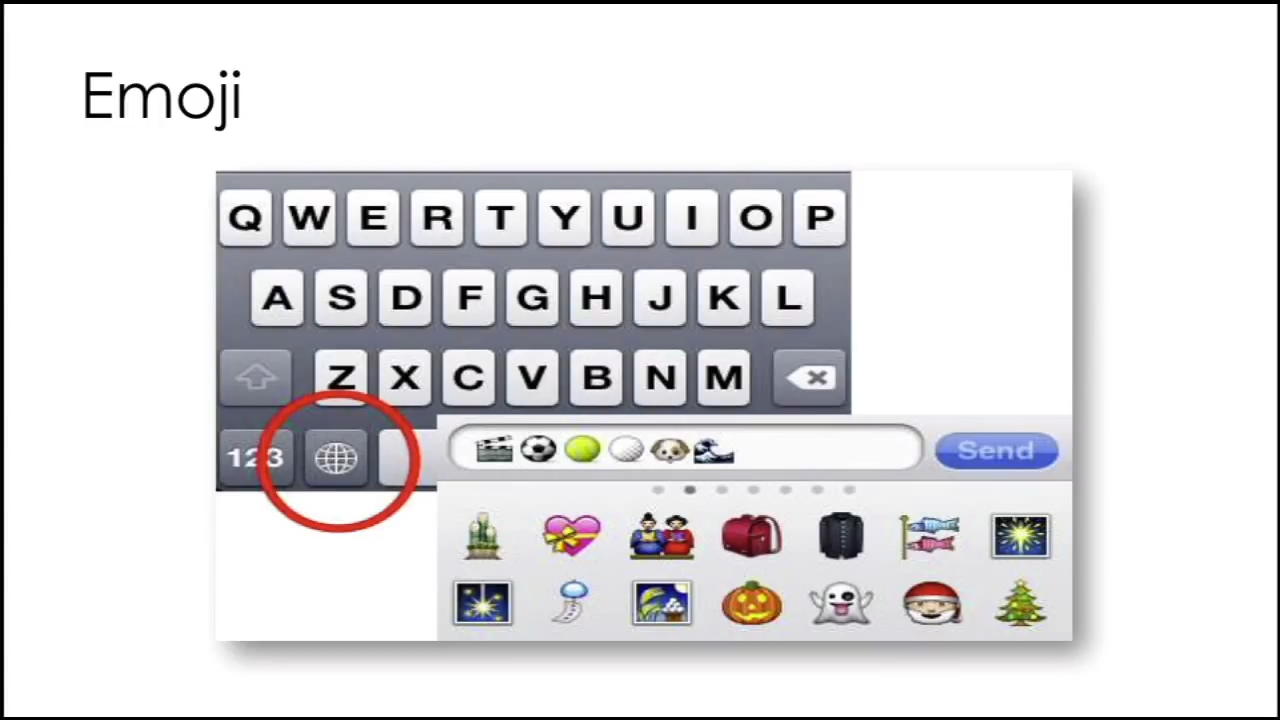 Emoji
Q W E R T Y U I O P
A S D F G H J K L
Z X C V B N M
123
Send